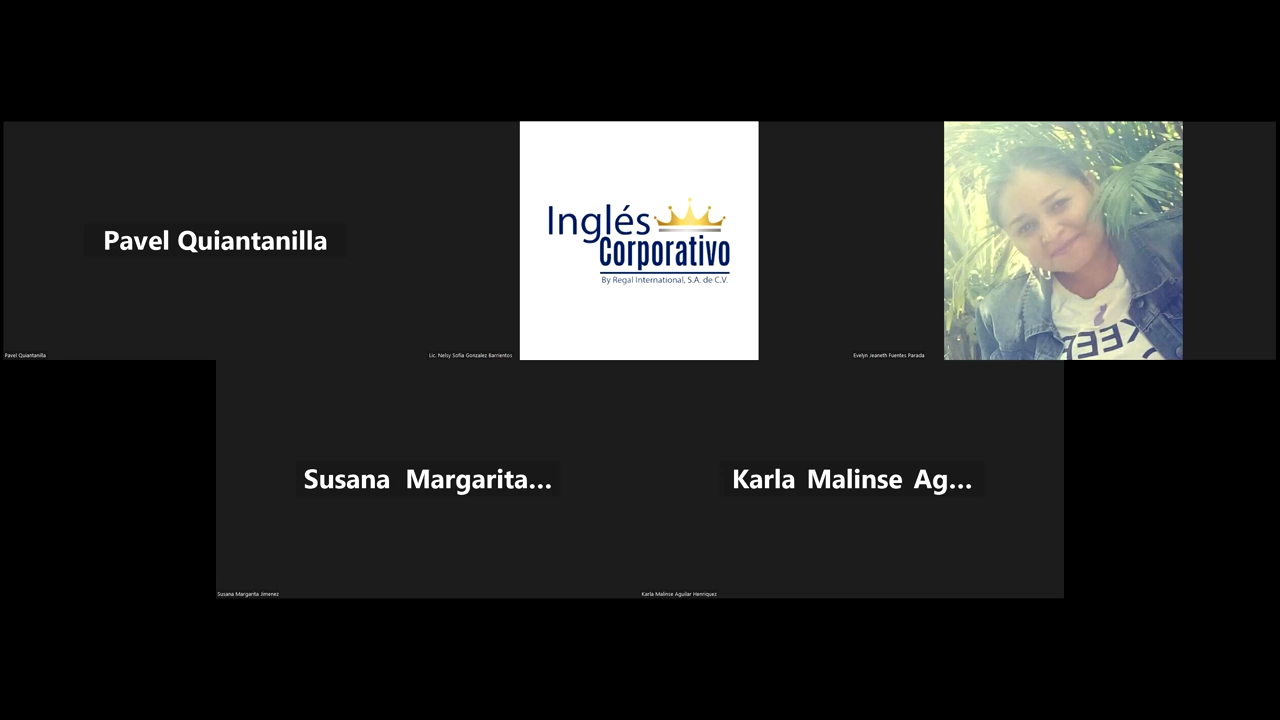 Pavel Quiantanilla
Pavel Quiantanilla
Inglés
Corporativo
By Regal International, S.A. de C.V.
Lic. Nelsy Sofia Gonzalez Barrientos
Evelyn Jeaneth Fuentes Parada
Susana Margarita...
Susana Margarita Jimenez
Karla Malinse Ag...
Karla Malinse Aguilar Henriquez